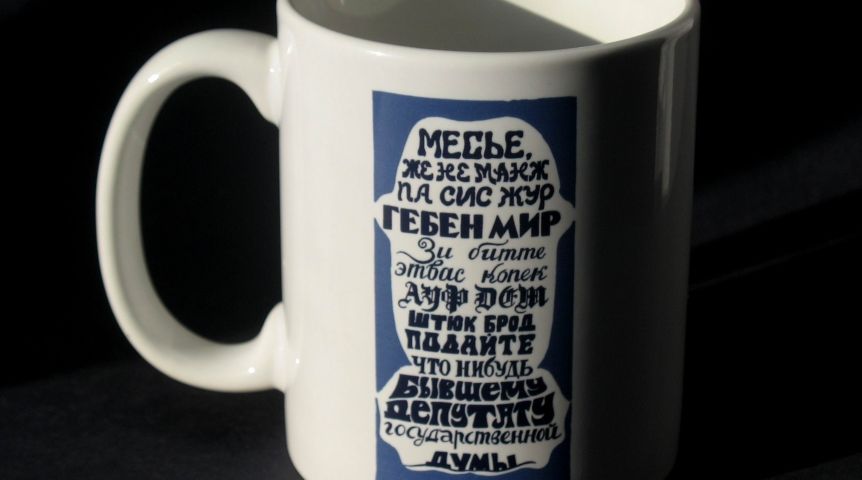 МЕСЬЕ,
ЖЕ НЕ МАНЖ
ПА СИС ЖУР
ГЕБЕН МИР
Зи битте
этвас копек
АУФ ДЕМ
ШТЮК БРОД
ПОДАЙТЕ
ЧТО НИБУДЬ
БЫВШЕМУ
ДЕПУТАТУ
государственной
ДУМЫ